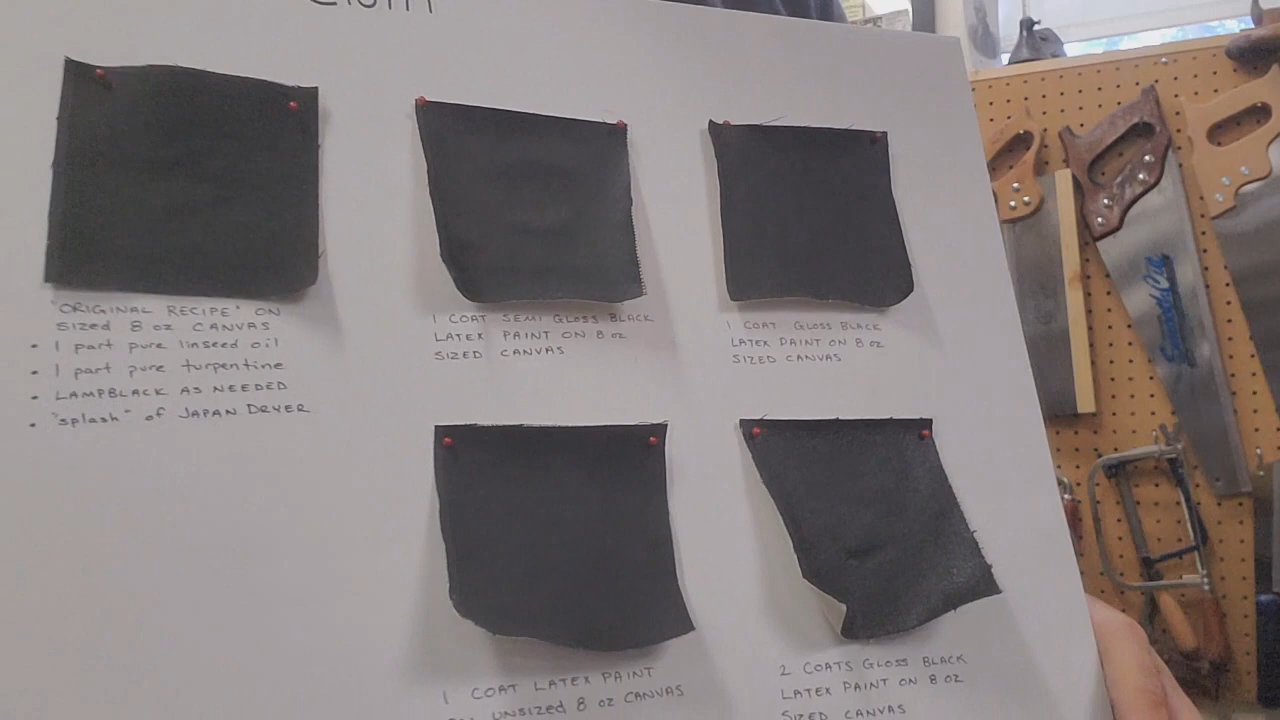 Cloth
"ORIGINAL RECIPE" ON
SIZED 8 oz CANVAS
• 1 part pure linseed oil
• 1 part pure turpentine
• LAMPBLACK AS NEEDED
• "splash" of JAPAN DRYER
1 COAT SEMI GLOSS BLACK
LATEX PAINT ON 8 oz
SIZED CANVAS
1 COAT GLOSS BLACK
LATEX PAINT ON 8 oz
SIZED CANVAS
1 COAT LATEX PAINT
ON UNSIZED 8 oz CANVAS
2 COATS GLOSS BLACK
LATEX PAINT ON 8 oz
SIZED CANVAS